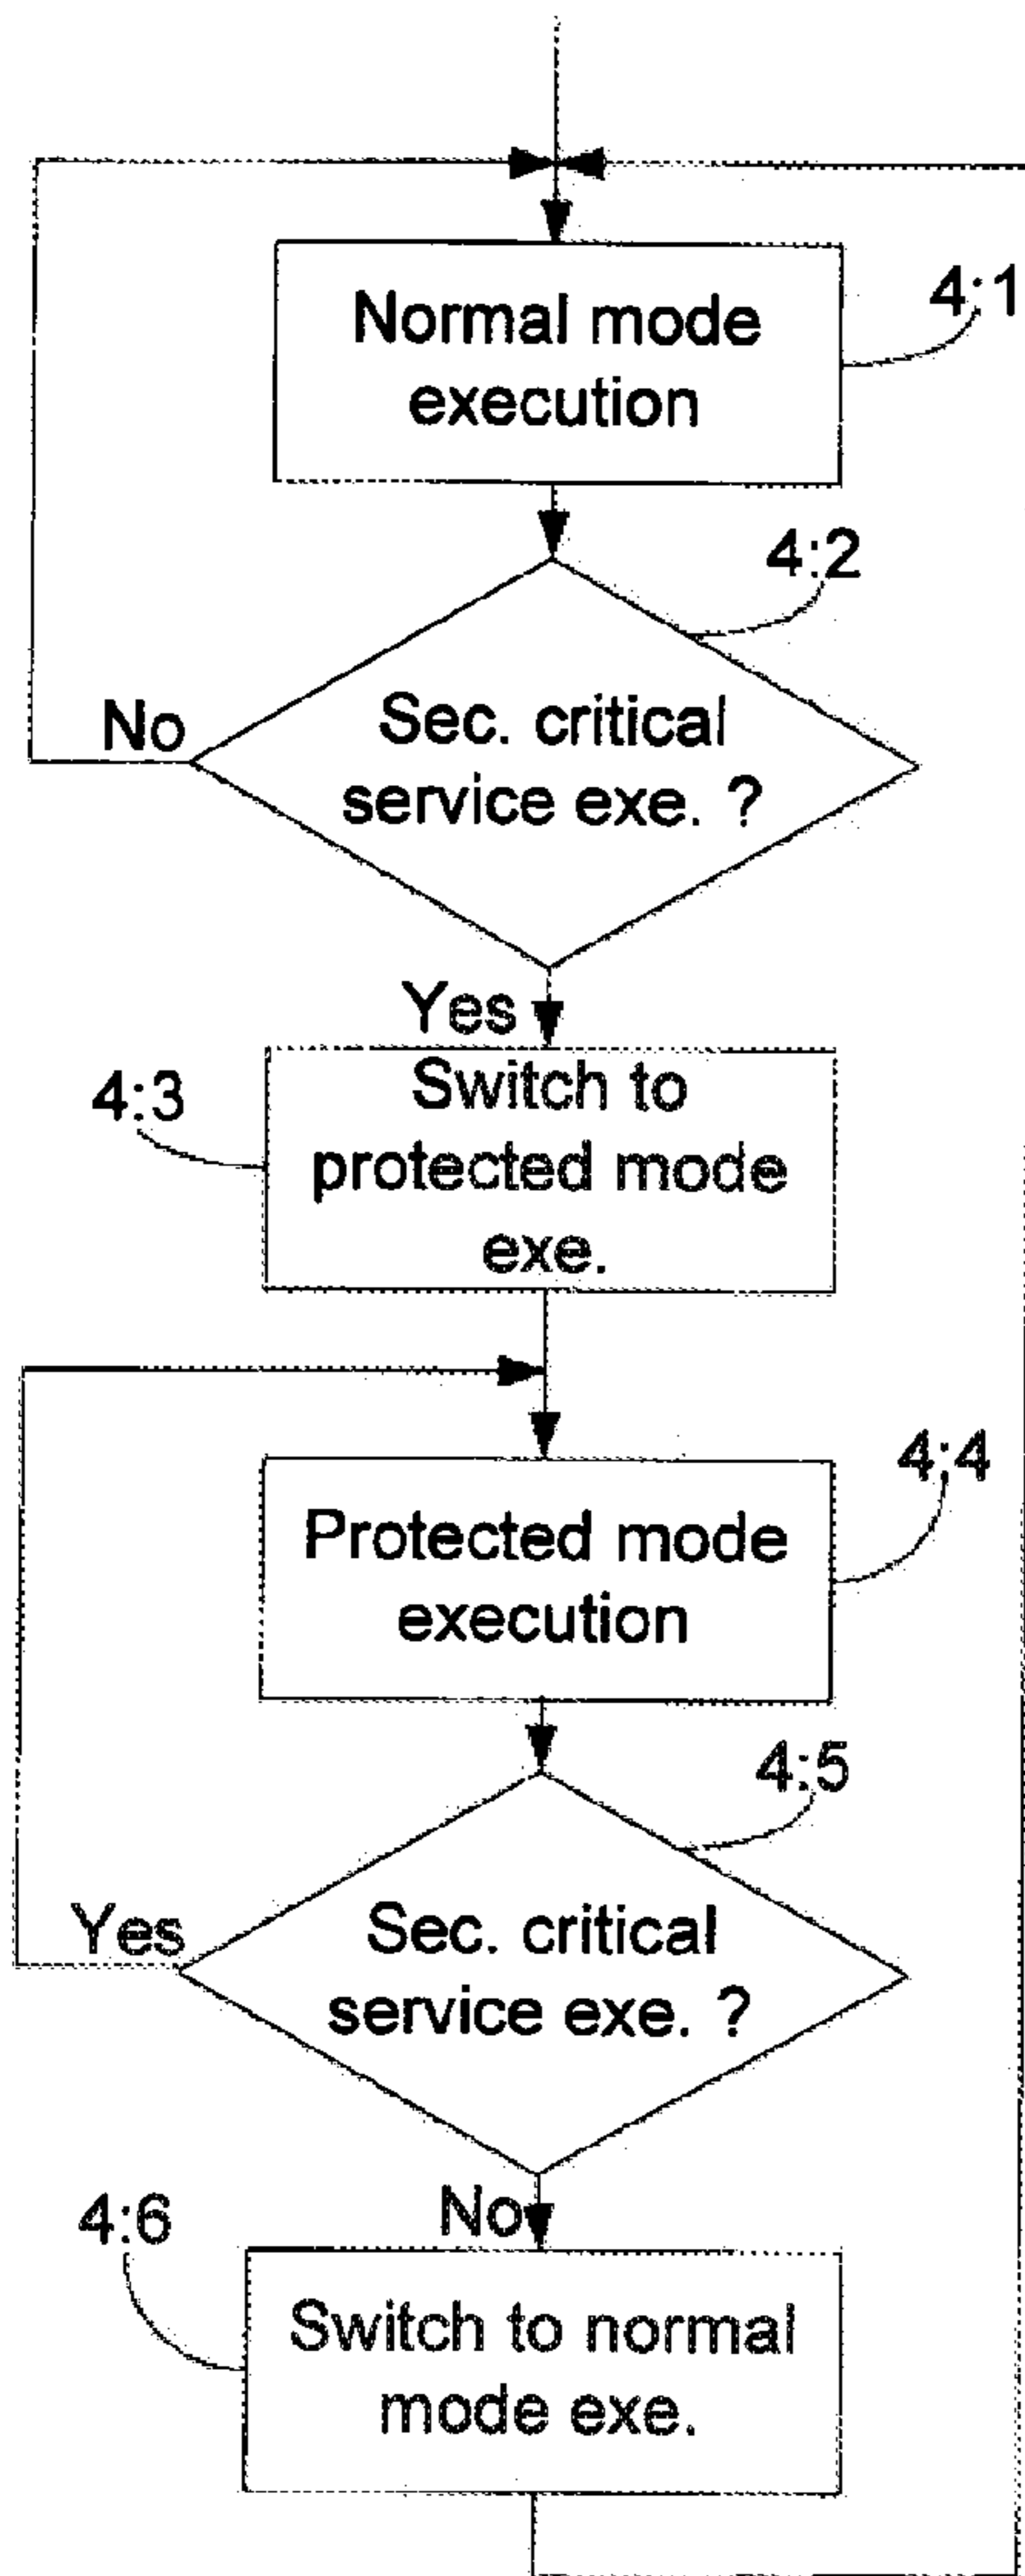 Normal mode
execution
4:1
4:2
Sec. critical
service exe. ?
No
Yes
Switch to
protected mode
exe.
4:3
Protected mode
execution
4:4
4:5
Sec. critical
service exe. ?
Yes
No
4:6
Switch to normal
mode exe.